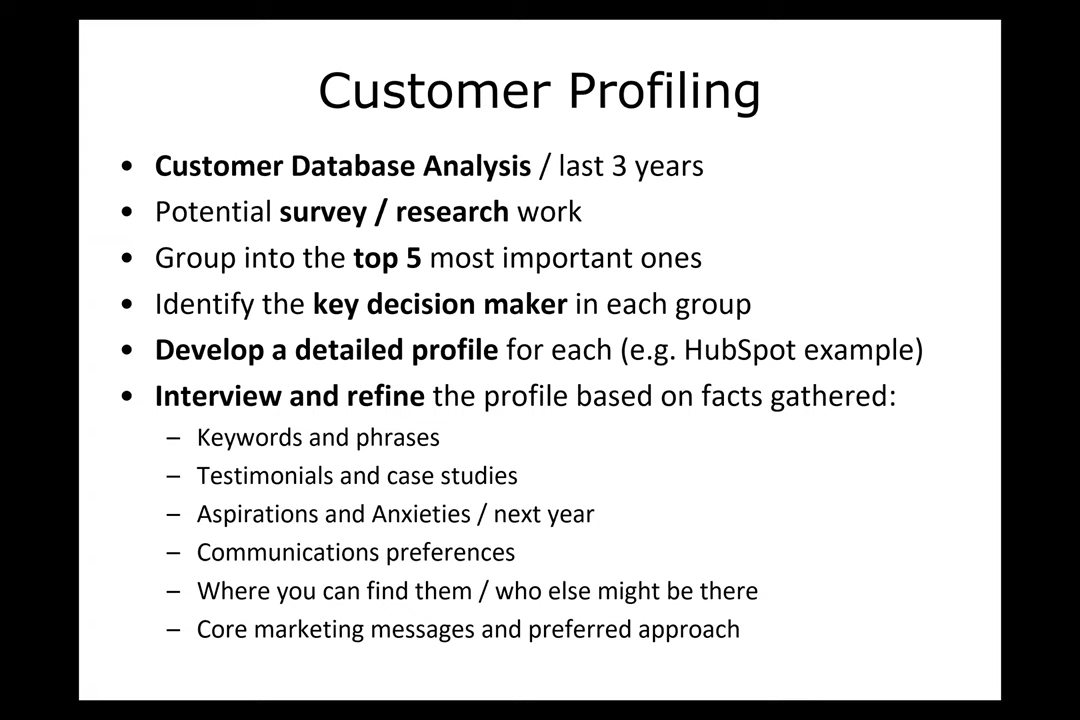 Customer Profiling
• Customer Database Analysis / last 3 years
• Potential survey / research work
• Group into the top 5 most important ones
• Identify the key decision maker in each group
• Develop a detailed profile for each (e.g. HubSpot example)
• Interview and refine the profile based on facts gathered:
– Keywords and phrases
– Testimonials and case studies
– Aspirations and Anxieties / next year
– Communications preferences
– Where you can find them / who else might be there
– Core marketing messages and preferred approach